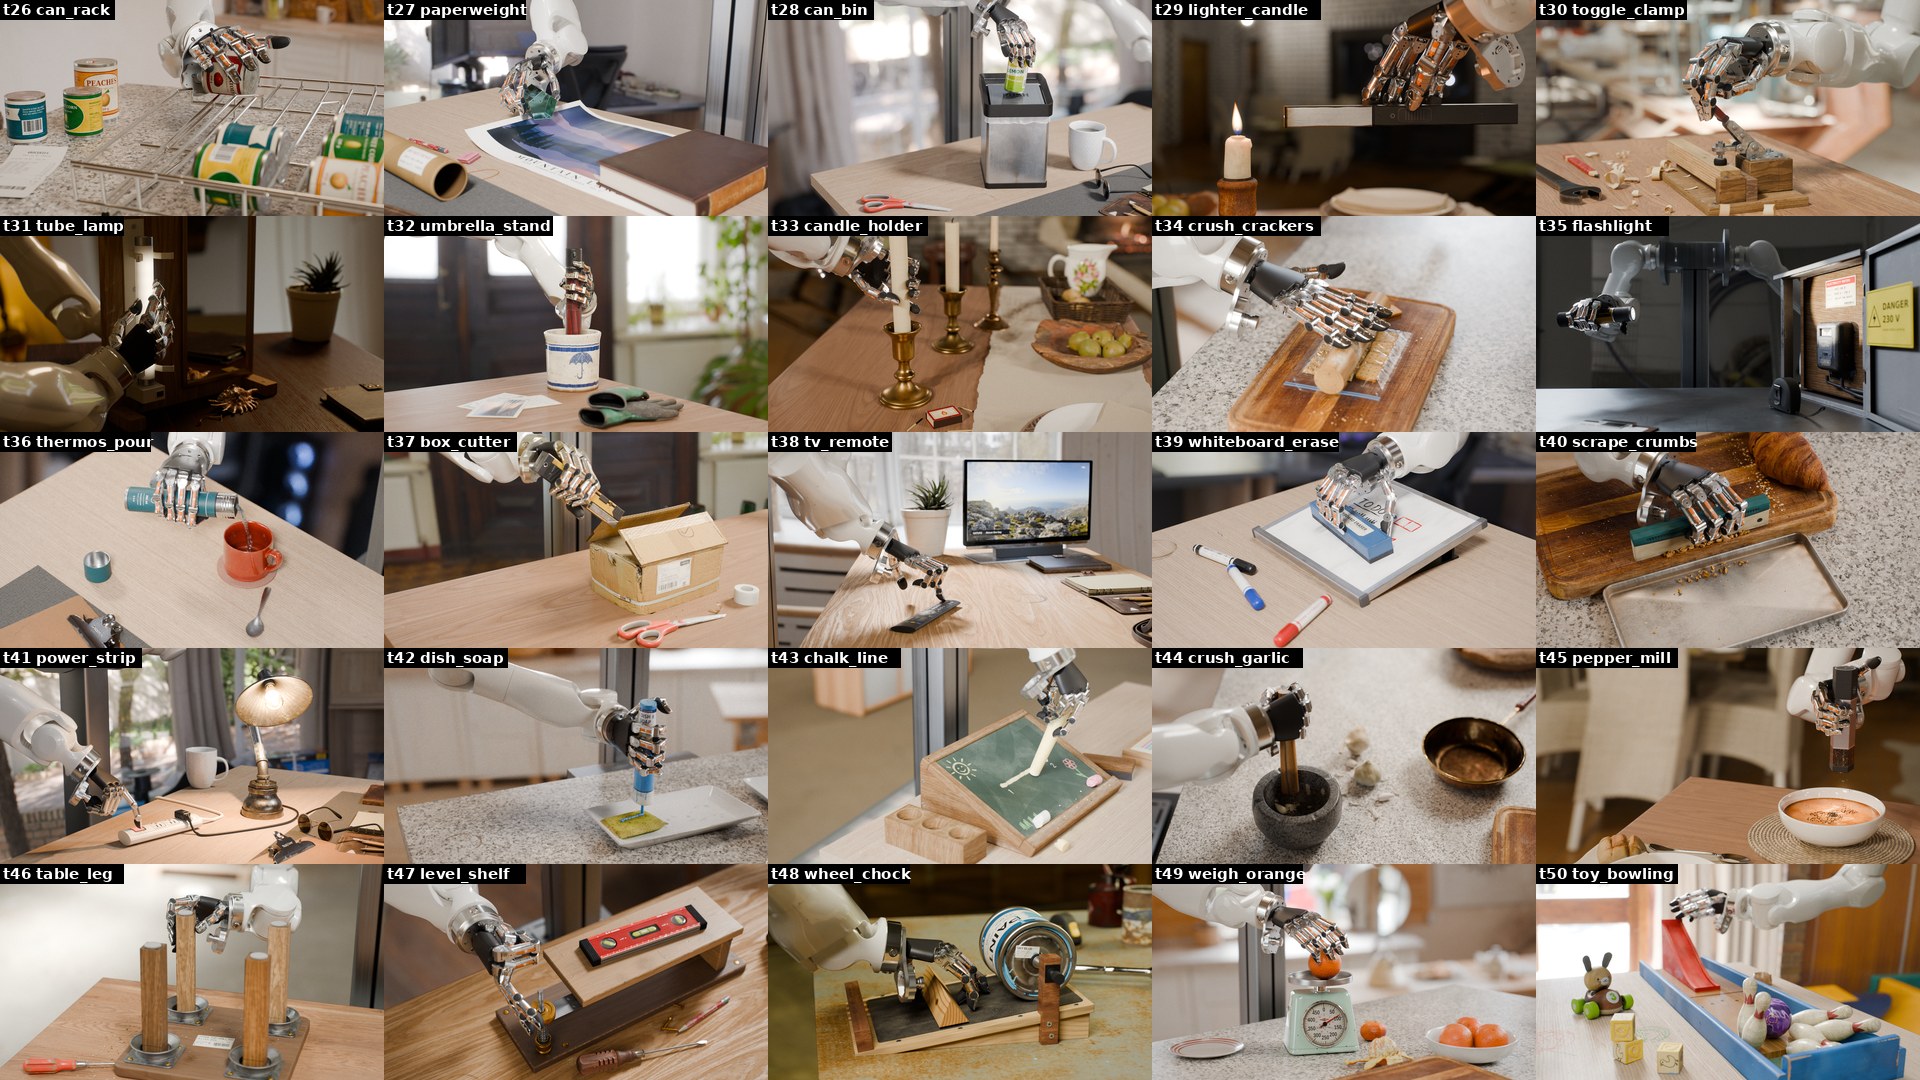 t26 can_rack
t27 paperweight
t28 can_bin
t29 lighter_candle
t30 toggle_clamp
PEACHES
t31 tube_lamp
t32 umbrella_stand
t33 candle_holder
t34 crush_crackers
t35 flashlight
DANGER
230 V
t36 thermos_pour
t37 box_cutter
t38 tv_remote
t39 whiteboard_erase
t40 scrape_crumbs
t41 power_strip
t42 dish_soap
t43 chalk_line
t44 crush_garlic
t45 pepper_mill
t46 table_leg
t47 level_shelf
t48 wheel_chock
t49 weigh_orange
t50 toy_bowling
PAIN